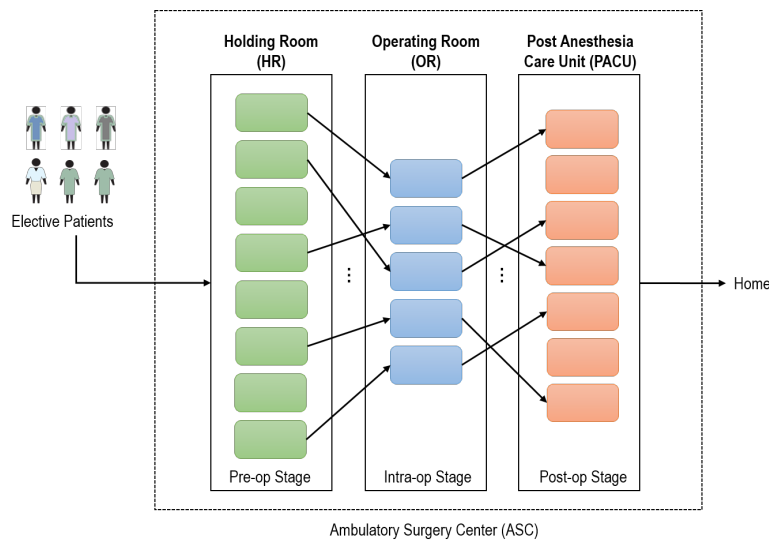 Holding Room
(HR)
Operating Room
(OR)
Post Anesthesia
Care Unit (PACU)
Elective Patients
Home
Pre-op Stage
Intra-op Stage
Post-op Stage
Ambulatory Surgery Center (ASC)